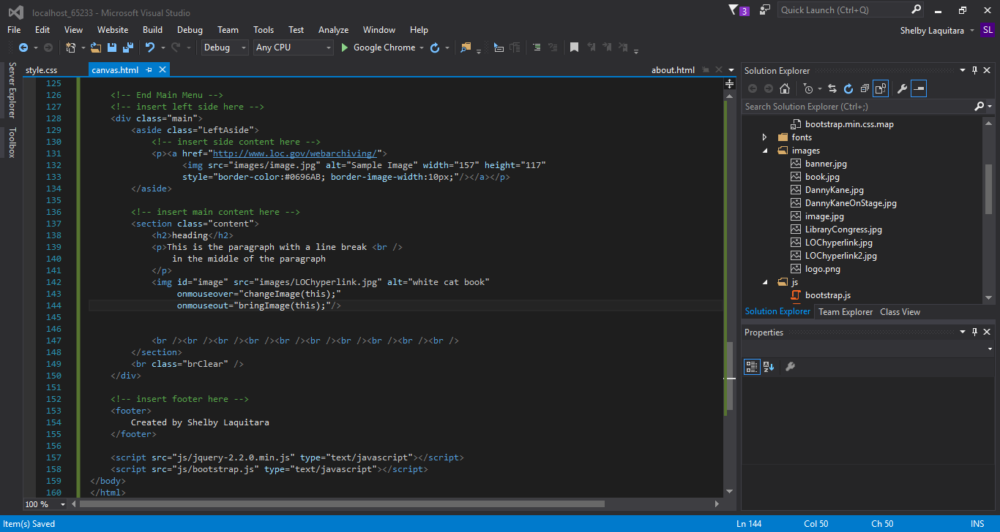 localhost_65233 - Microsoft Visual Studio
3
Quick Launch (Ctrl+Q)
File Edit View Website Build Debug Team Tools Test Analyze Window Help
Shelby Laquitara SL
Debug Any CPU Google Chrome
Server Explorer
Toolbox
style.css canvas.html about.html
125
126 <!-- End Main Menu -->
127 <!-- insert left side here -->
128 <div class="main">
129 <aside class="LeftAside">
130 <!-- insert side content here -->
131 <p><a href="http://www.loc.gov/webarchiving/">
132 <img src="images/image.jpg" alt="Sample Image" width="157" height="117"
133 style="border-color:#0696AB; border-image-width:10px;"/></a></p>
134 </aside>
135
136 <!-- insert main content here -->
137 <section class="content">
138 <h2>heading</h2>
139 <p>This is the paragraph with a line break <br />
140 in the middle of the paragraph
141 </p>
142 <img id="image" src="images/LOChyperlink.jpg" alt="white cat book"
143 onmouseover="changeImage(this);"
144 onmouseout="bringImage(this);"/>
145
146
147 <br /><br /><br /><br /><br /><br /><br /><br /><br /><br />
148 </section>
149 <br class="brClear" />
150 </div>
151
152 <!-- insert footer here -->
153 <footer>
154 Created by Shelby Laquitara
155 </footer>
156
157 <script src="js/jquery-2.2.0.min.js" type="text/javascript"></script>
158 <script src="js/bootstrap.js" type="text/javascript"></script>
159 </body>
160 </html>
100 %
Solution Explorer
Search Solution Explorer (Ctrl+;)
bootstrap.min.css.map
fonts
images
banner.jpg
book.jpg
DannyKane.jpg
DannyKaneOnStage.jpg
image.jpg
LibraryCongress.jpg
LOChyperlink.jpg
LOChyperlink2.jpg
logo.png
js
bootstrap.js
Solution Explorer Team Explorer Class View
Properties
Item(s) Saved Ln 144 Col 50 Ch 50 INS